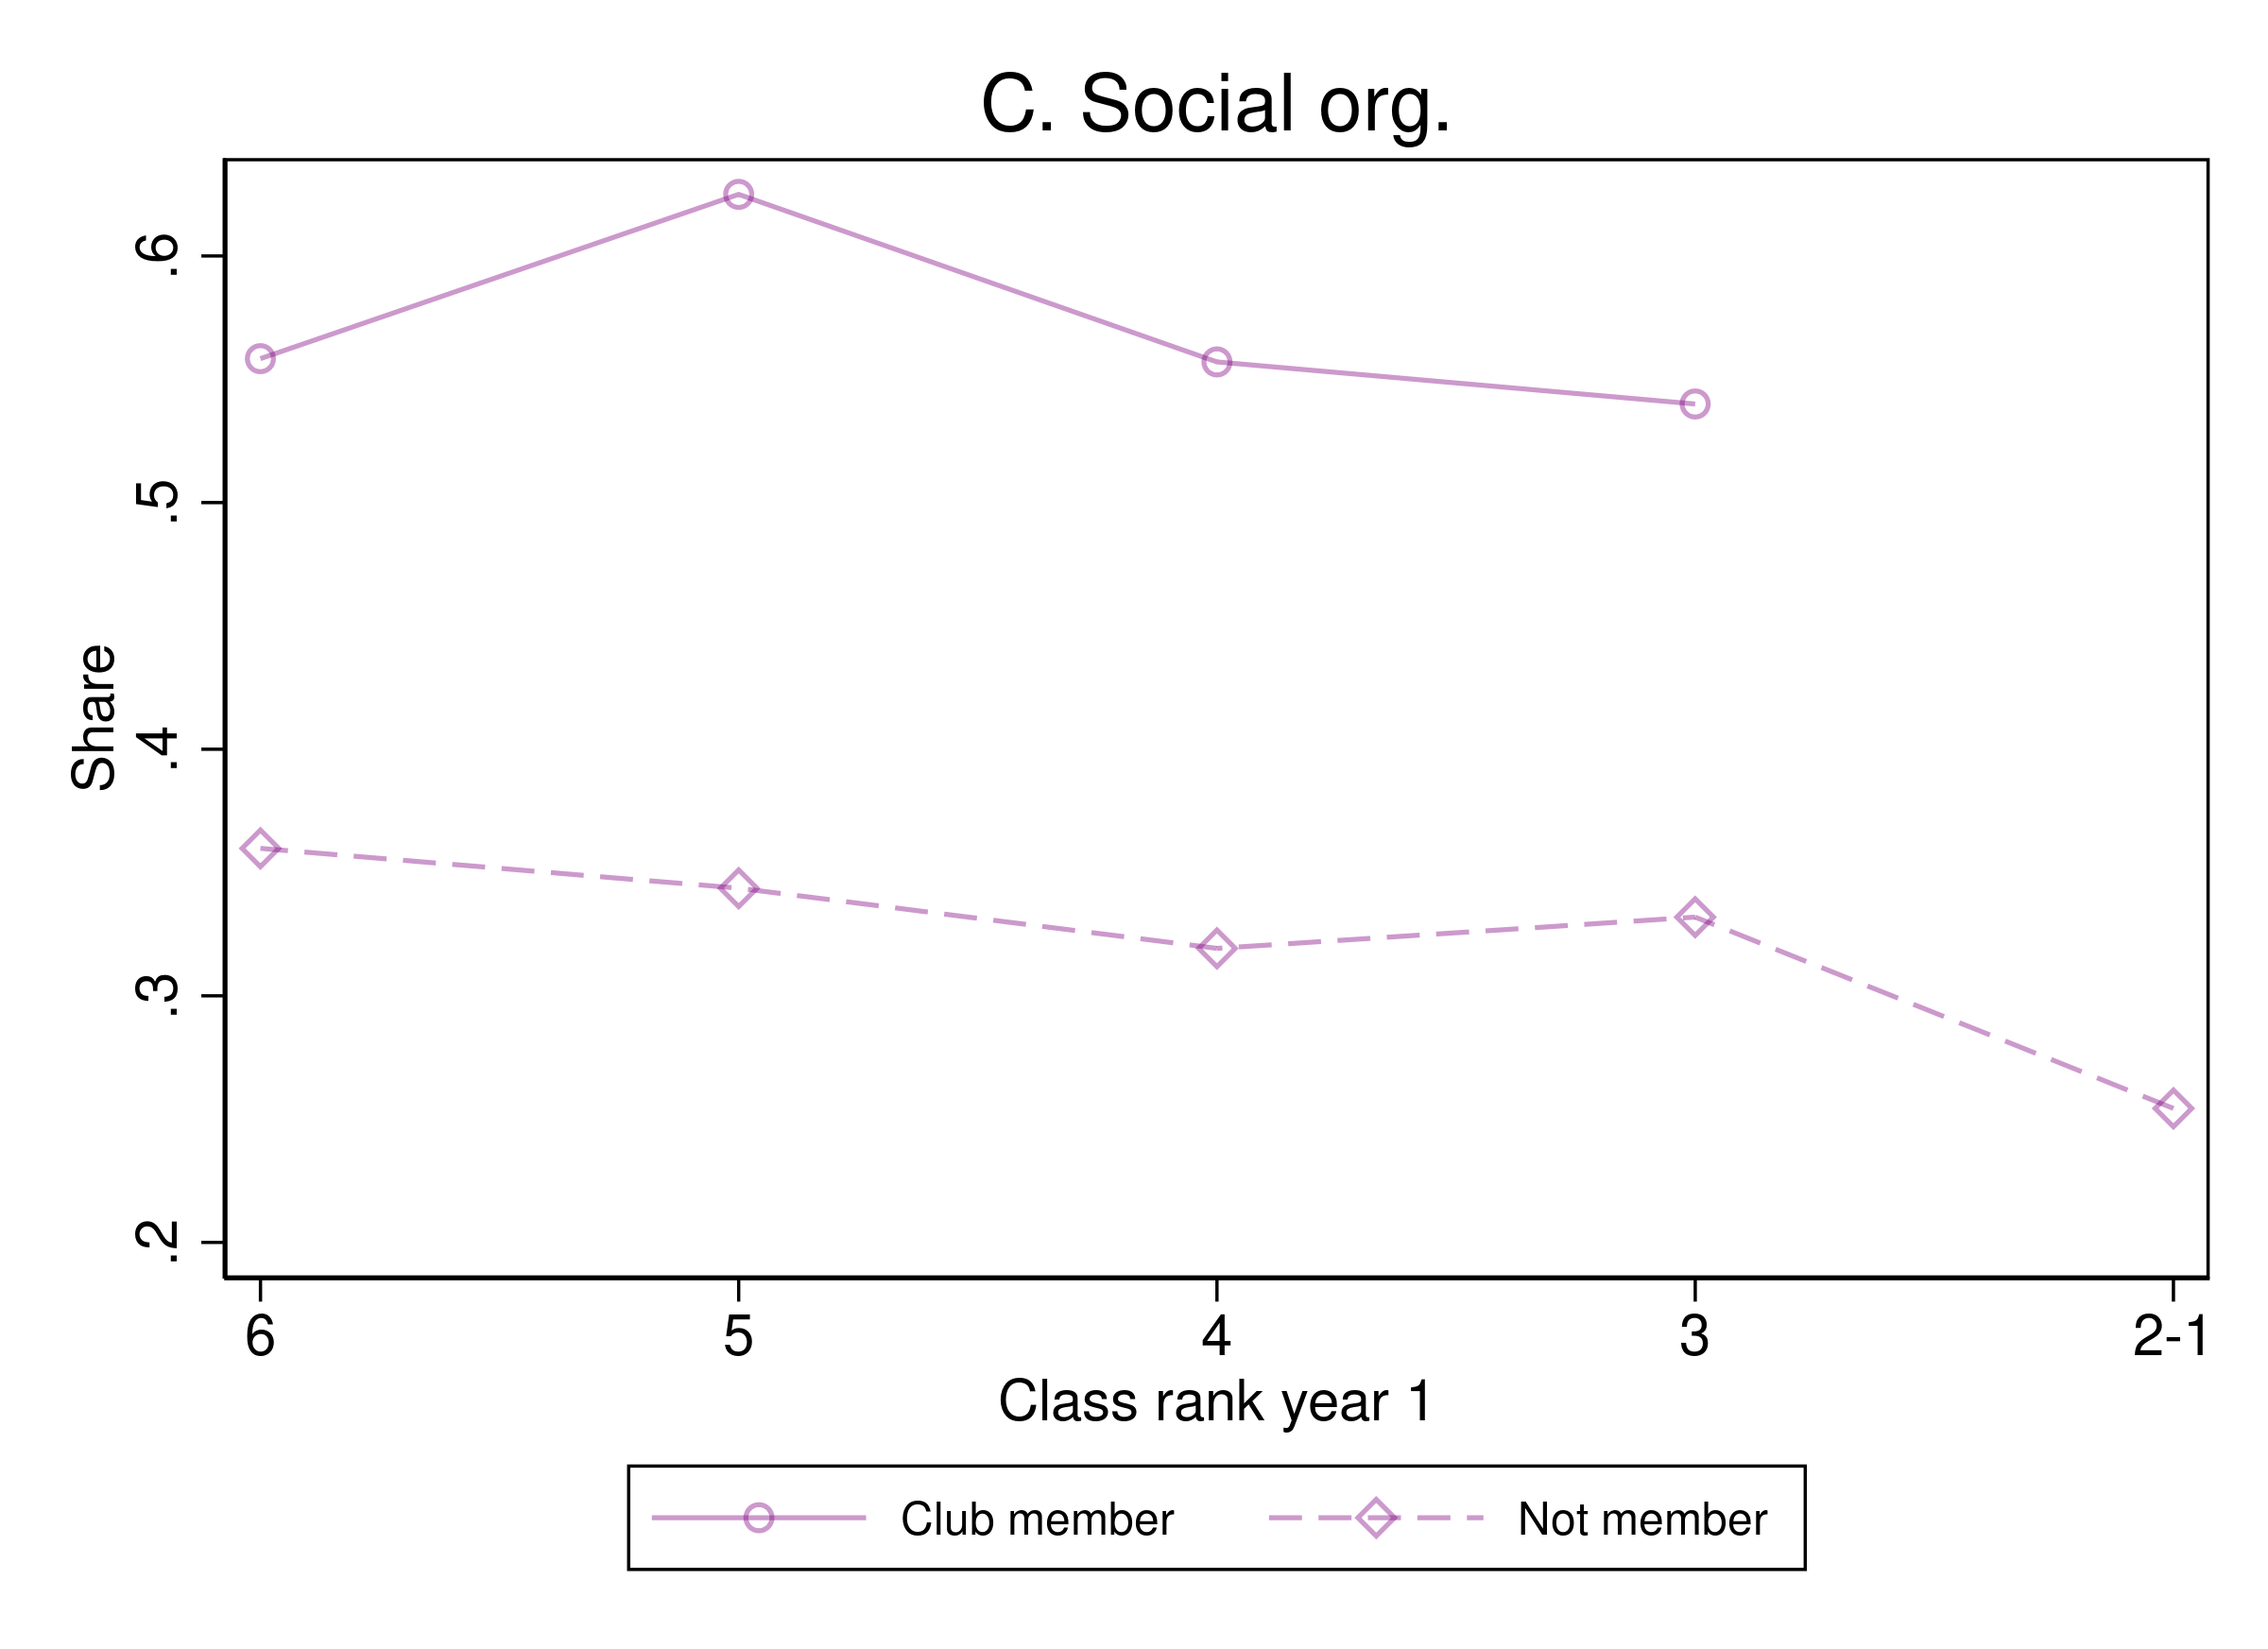 C. Social org.
Share
.6
.5
.4
.3
.2
6 5 4 3 2-1
Class rank year 1
Club member Not member